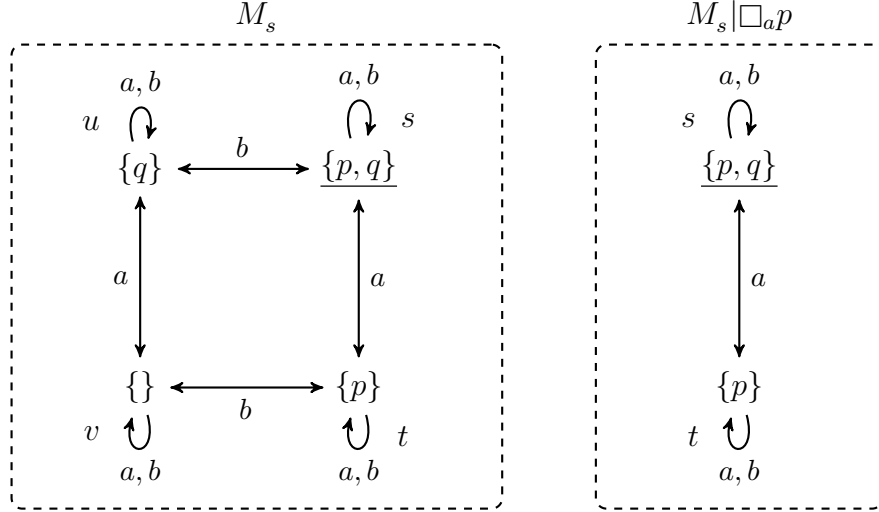 M_s M_s|□_a p
a, b a, b a, b
u s s
{q} b {p, q} {p, q}
a a a
{} b {p} {p}
v t t
a, b a, b a, b